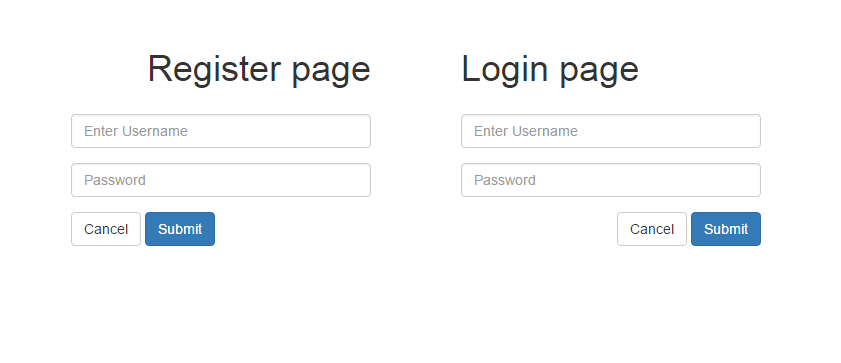 Register page
Enter Username
Password
Cancel Submit
Login page
Enter Username
Password
Cancel Submit